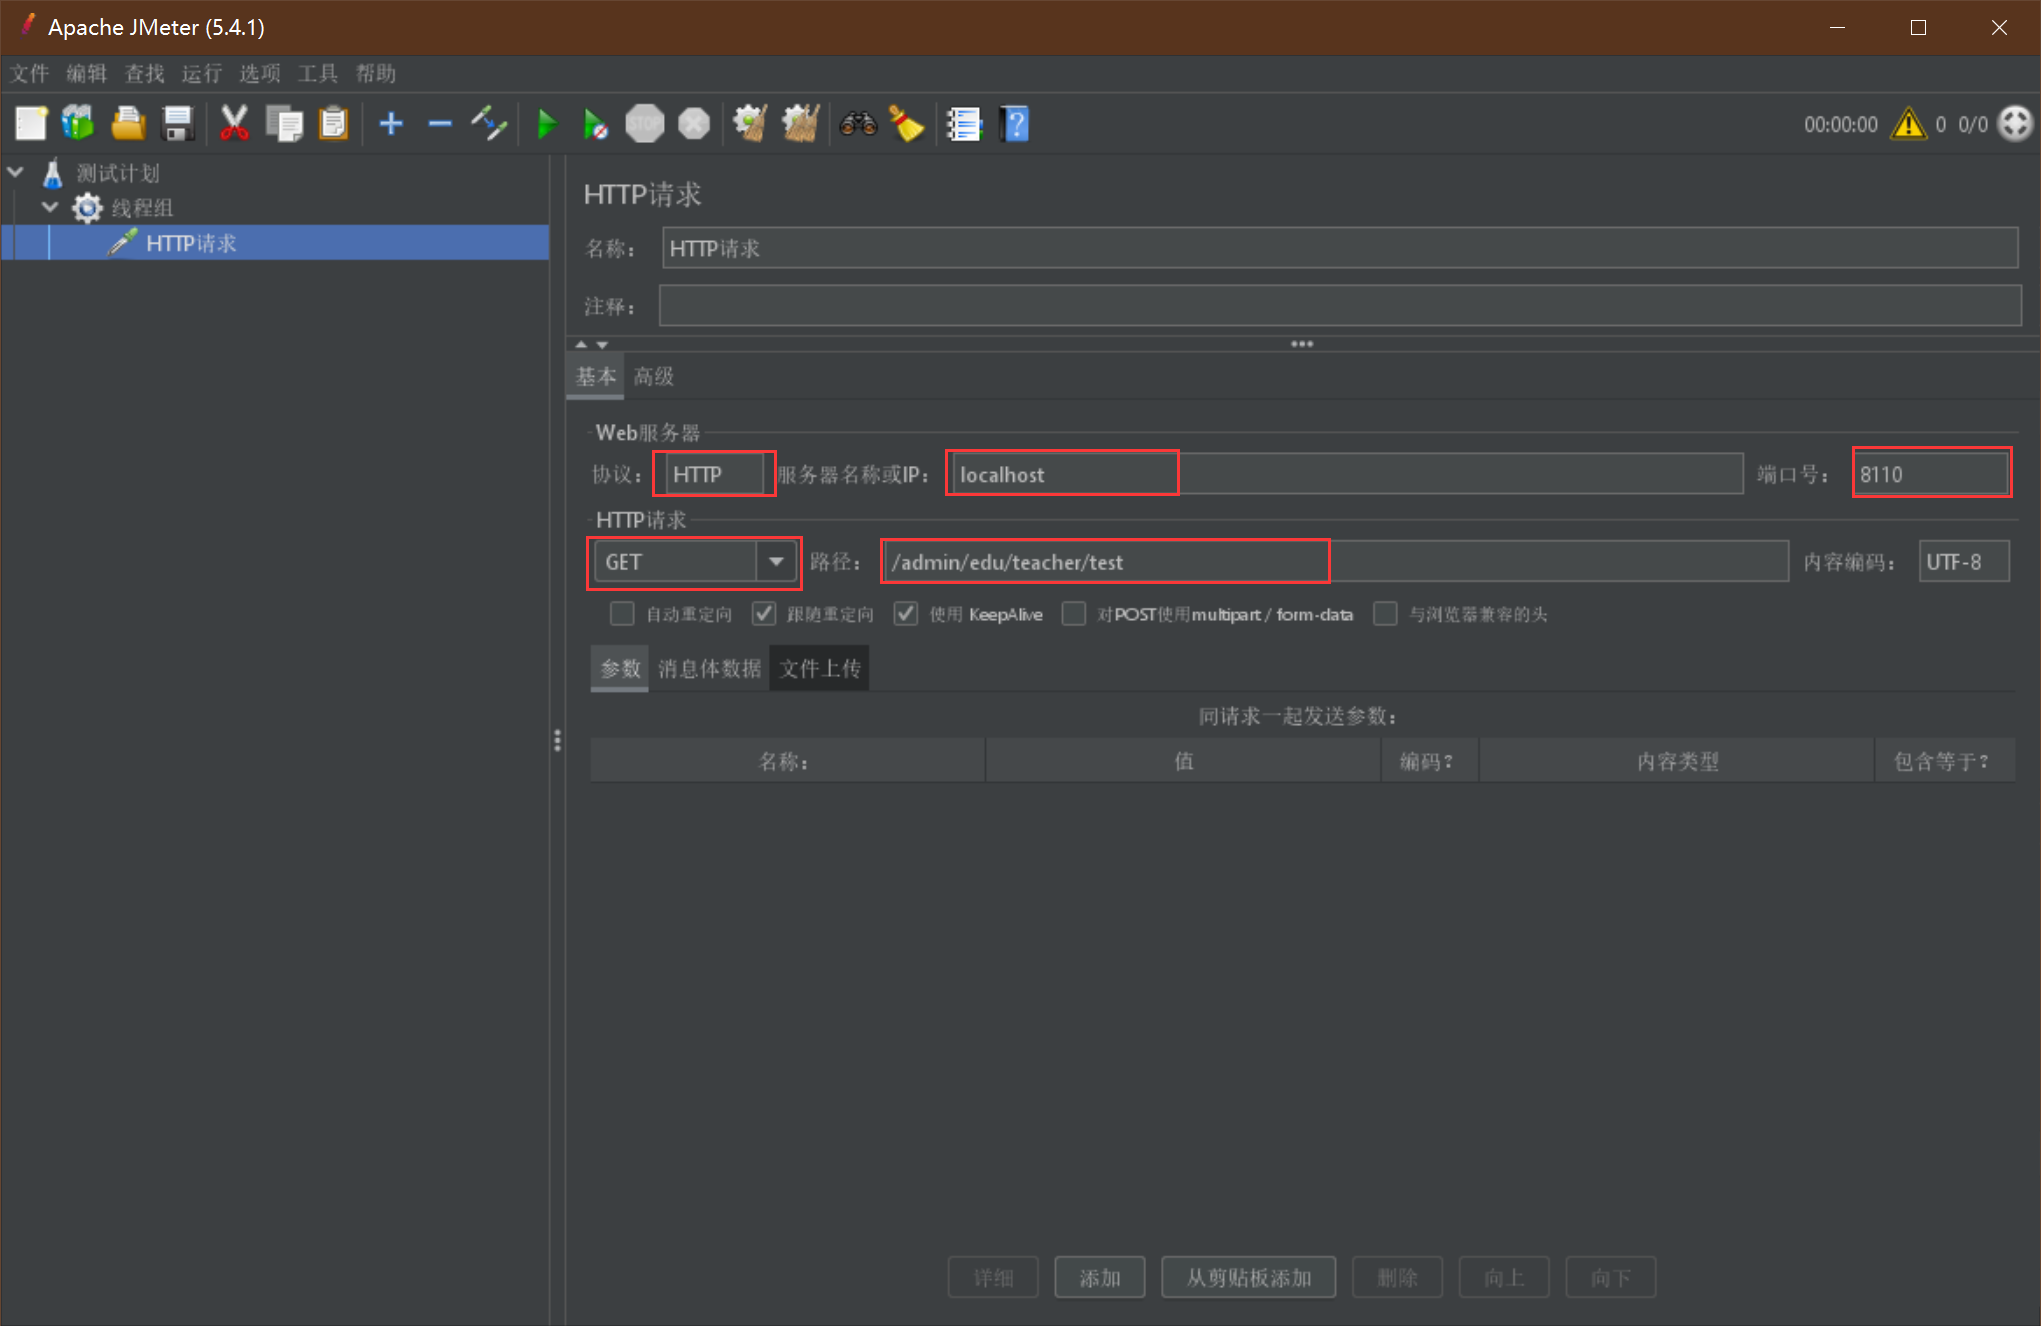 Apache JMeter (5.4.1)
文件 编辑 查找 运行 选项 工具 帮助
STOP ? 00:00:00 0 0/0
测试计划
线程组
HTTP请求
HTTP请求
名称： HTTP请求
注释：
基本 高级
Web服务器
协议： HTTP 服务器名称或IP： localhost 端口号： 8110
HTTP请求
GET 路径： /admin/edu/teacher/test 内容编码： UTF-8
自动重定向 跟随重定向 使用 KeepAlive 对POST使用multipart / form-data 与浏览器兼容的头
参数 消息体数据 文件上传
同请求一起发送参数：
名称： 值 编码？ 内容类型 包含等于？
详细 添加 从剪贴板添加 删除 向上 向下